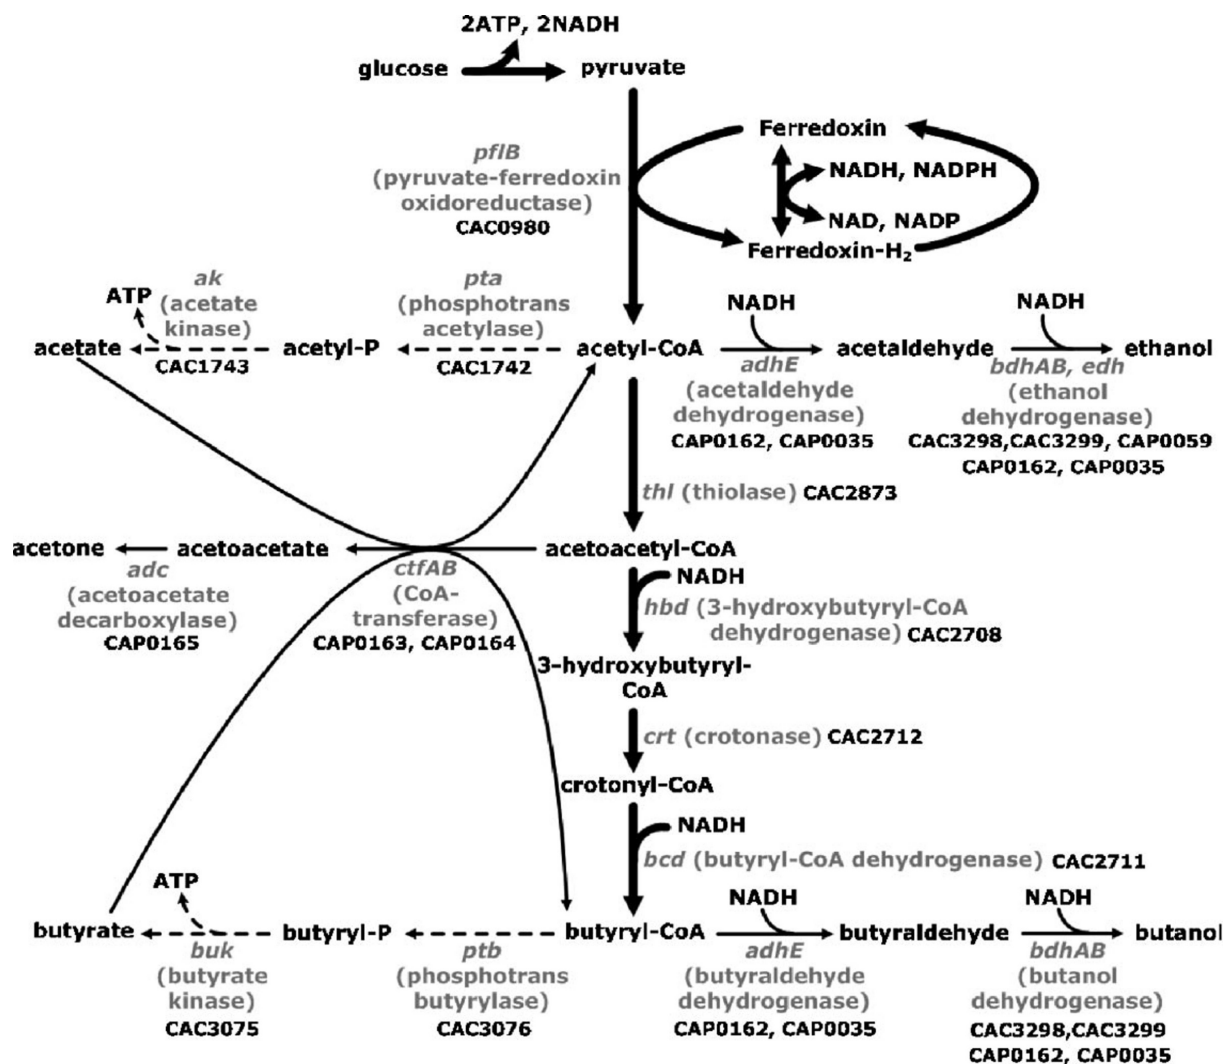 2ATP, 2NADH
glucose
pyruvate
Ferredoxin
pflB
(pyruvate-ferredoxin
oxidoreductase)
CAC0980
NADH, NADPH
NAD, NADP
Ferredoxin-H₂
ATP
ak
(acetate
kinase)
pta
(phosphotrans
acetylase)
NADH
NADH
acetate
CAC1743
acetyl-P
CAC1742
acetyl-CoA
adhE
(acetaldehyde
dehydrogenase)
CAP0162, CAP0035
acetaldehyde
bdhAB, edh
(ethanol
dehydrogenase)
CAC3298,CAC3299, CAP0059
CAP0162, CAP0035
ethanol
thl (thiolase) CAC2873
acetone
adc
(acetoacetate
decarboxylase)
CAP0165
acetoacetate
ctfAB
(CoA-
transferase)
CAP0163, CAP0164
acetoacetyl-CoA
NADH
hbd (3-hydroxybutyryl-CoA
dehydrogenase) CAC2708
3-hydroxybutyryl-
CoA
crt (crotonase) CAC2712
crotonyl-CoA
NADH
bcd (butyryl-CoA dehydrogenase) CAC2711
ATP
NADH
NADH
butyrate
buk
(butyrate
kinase)
CAC3075
butyryl-P
ptb
(phosphotrans
butyrylase)
CAC3076
butyryl-CoA
adhE
(butyraldehyde
dehydrogenase)
CAP0162, CAP0035
butyraldehyde
bdhAB
(butanol
dehydrogenase)
CAC3298,CAC3299
CAP0162, CAP0035
butanol